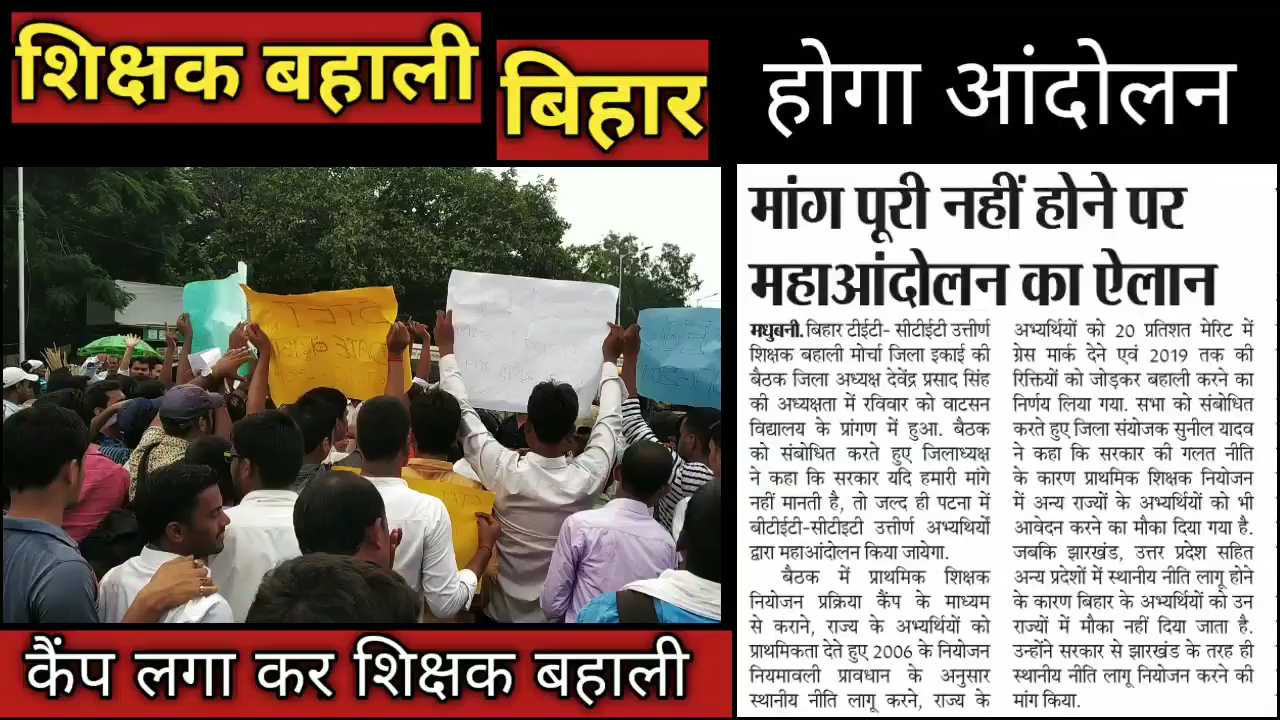 शिक्षक बहाली
बिहार
होगा आंदोलन
मांग पूरी नहीं होने पर
महाआंदोलन का ऐलान
मधुबनी. बिहार टीईटी- सीटीईटी उत्तीर्ण
शिक्षक बहाली मोर्चा जिला इकाई की
बैठक जिला अध्यक्ष देवेंद्र प्रसाद सिंह
की अध्यक्षता में रविवार को वाटसन
विद्यालय के प्रांगण में हुआ. बैठक
को संबोधित करते हुए जिलाध्यक्ष
ने कहा कि सरकार यदि हमारी मांगे
नहीं मानती है, तो जल्द ही पटना में
बीटीईटी-सीटीइटी उत्तीर्ण अभ्यर्थियों
द्वारा महाआंदोलन किया जायेगा.
बैठक में प्राथमिक शिक्षक
नियोजन प्रक्रिया कैंप के माध्यम
से कराने, राज्य के अभ्यर्थियों को
प्राथमिकता देते हुए 2006 के नियोजन
नियमावली प्रावधान के अनुसार
स्थानीय नीति लागू करने, राज्य के
अभ्यर्थियों को 20 प्रतिशत मेरिट में
ग्रेस मार्क देने एवं 2019 तक की
रिक्तियों को जोड़कर बहाली करने का
निर्णय लिया गया. सभा को संबोधित
करते हुए जिला संयोजक सुनील यादव
ने कहा कि सरकार की गलत नीति
के कारण प्राथमिक शिक्षक नियोजन
में अन्य राज्यों के अभ्यर्थियों को भी
आवेदन करने का मौका दिया गया है.
जबकि झारखंड, उत्तर प्रदेश सहित
अन्य प्रदेशों में स्थानीय नीति लागू होने
के कारण बिहार के अभ्यर्थियों को उन
राज्यों में मौका नहीं दिया जाता है.
उन्होंने सरकार से झारखंड के तरह ही
स्थानीय नीति लागू नियोजन करने की
मांग किया.
कैंप लगा कर शिक्षक बहाली